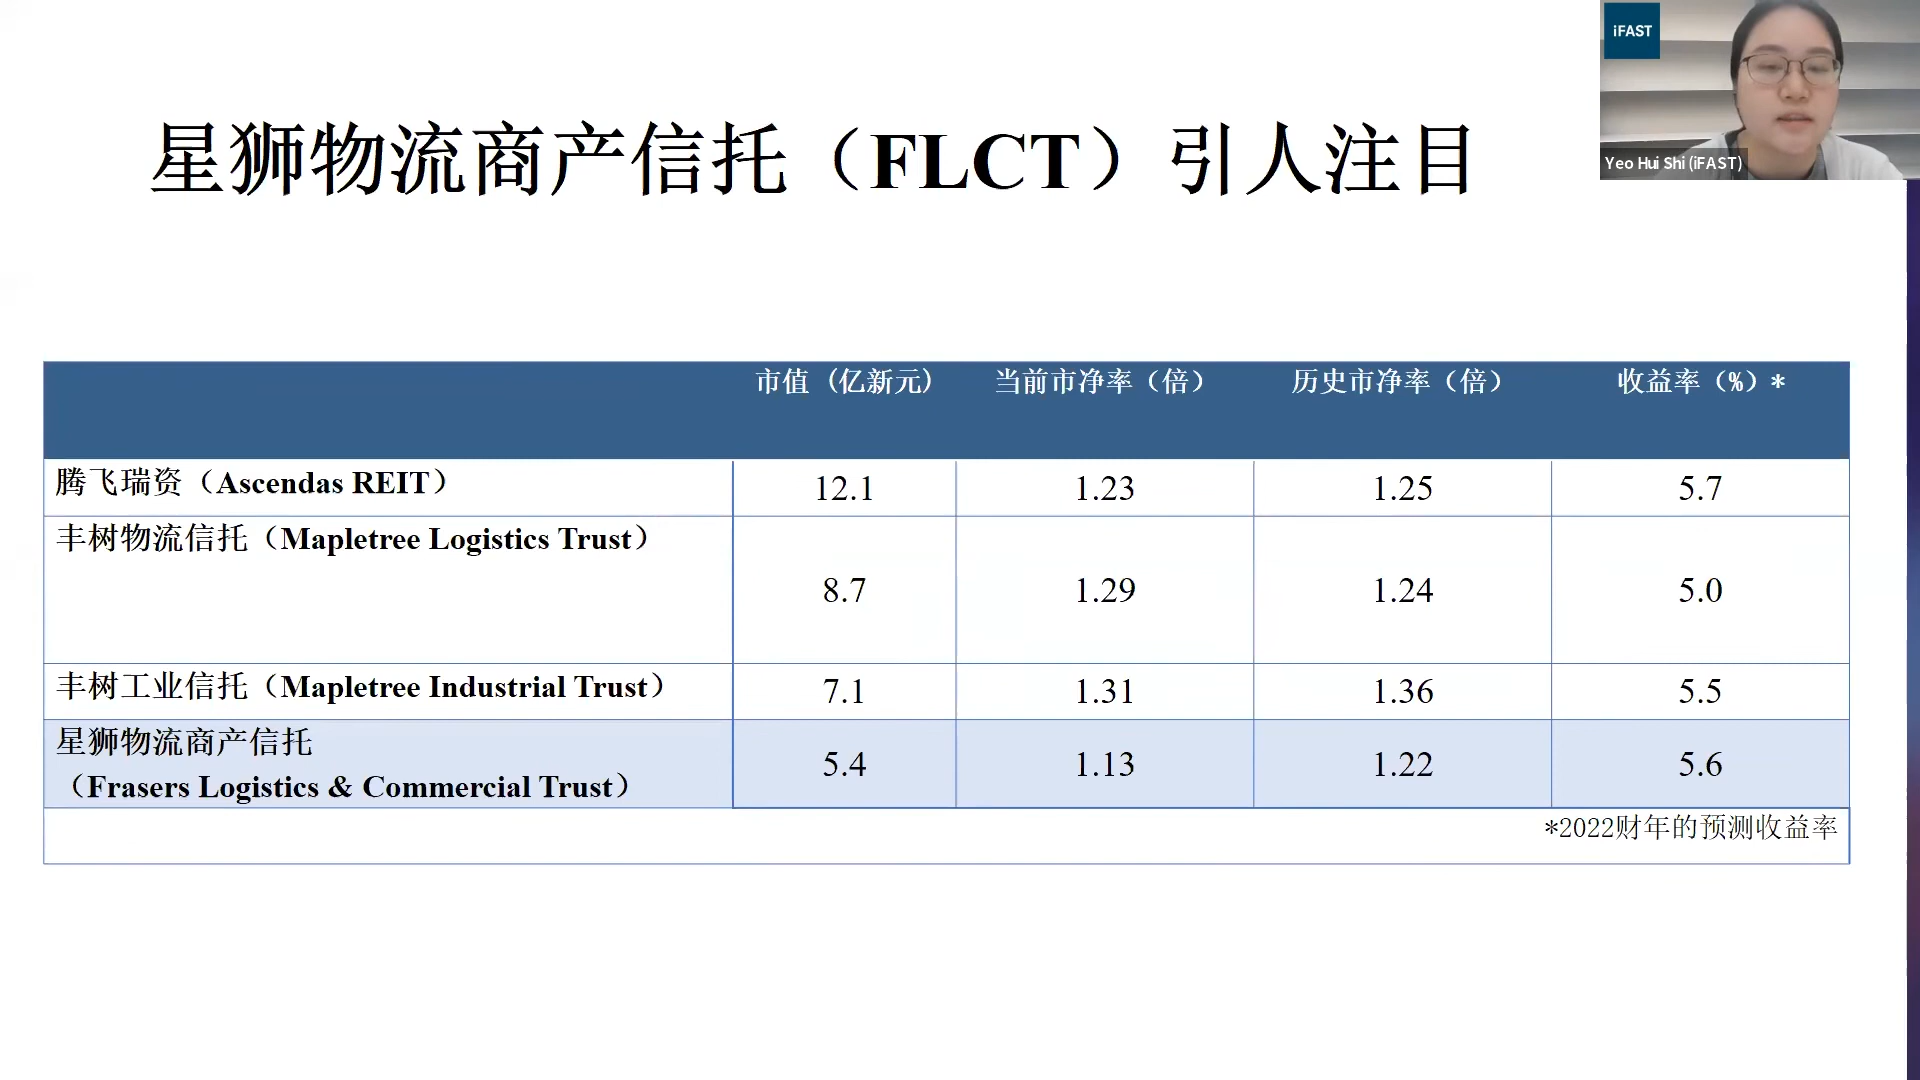 iFAST
Yeo Hui Shi (iFAST)
星狮物流商产信托（FLCT）引人注目
市值 (亿新元) 当前市净率（倍） 历史市净率（倍） 收益率（%）*
腾飞瑞资（Ascendas REIT） 12.1 1.23 1.25 5.7
丰树物流信托（Mapletree Logistics Trust） 8.7 1.29 1.24 5.0
丰树工业信托（Mapletree Industrial Trust） 7.1 1.31 1.36 5.5
星狮物流商产信托
（Frasers Logistics & Commercial Trust） 5.4 1.13 1.22 5.6
*2022财年的预测收益率